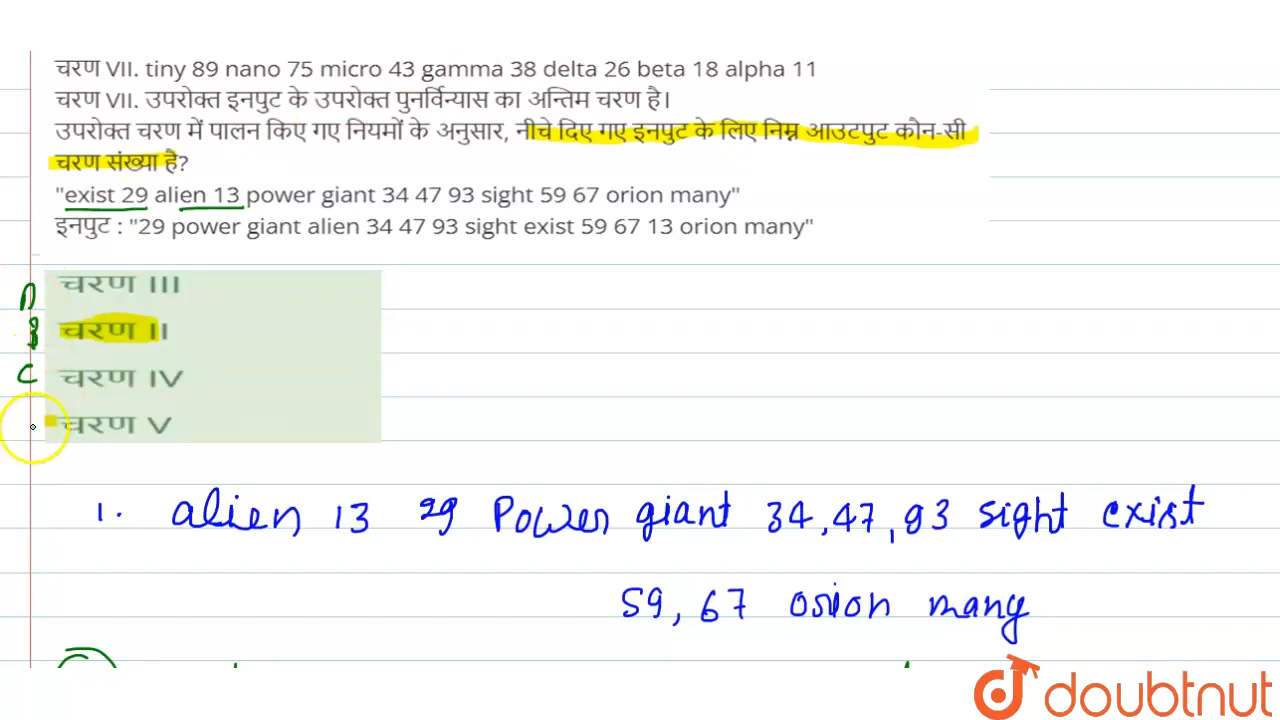 चरण VII. tiny 89 nano 75 micro 43 gamma 38 delta 26 beta 18 alpha 11
चरण VII. उपरोक्त इनपुट के उपरोक्त पुनर्विन्यास का अन्तिम चरण है।
उपरोक्त चरण में पालन किए गए नियमों के अनुसार, नीचे दिए गए इनपुट के लिए निम्न आउटपुट कौन-सी
चरण संख्या है?
"exist 29 alien 13 power giant 34 47 93 sight 59 67 orion many"
इनपुट : "29 power giant alien 34 47 93 sight exist 59 67 13 orion many"
चरण III
B चरण II
C चरण IV
चरण V
1. alien 13 29 Power giant 34, 47, 93 sight exist
59, 67 orion many
doubtnut